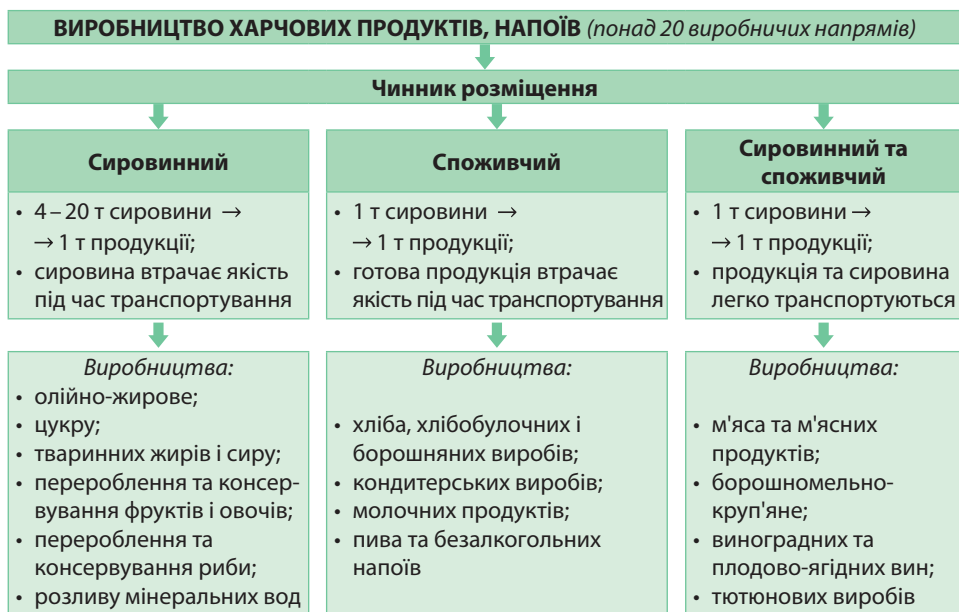 ВИРОБНИЦТВО ХАРЧОВИХ ПРОДУКТІВ, НАПОЇВ (понад 20 виробничих напрямів)
Чинник розміщення
Сировинний
• 4 – 20 т сировини →
→ 1 т продукції;
• сировина втрачає якість
під час транспортування
Виробництва:
• олійно-жирове;
• цукру;
• тваринних жирів і сиру;
• перероблення та консер-
вування фруктів і овочів;
• перероблення та
консервування риби;
• розливу мінеральних вод
Споживчий
• 1 т сировини →
→ 1 т продукції;
• готова продукція втрачає
якість під час транспортування
Виробництва:
• хліба, хлібобулочних і
борошняних виробів;
• кондитерських виробів;
• молочних продуктів;
• пива та безалкогольних
напоїв
Сировинний та
споживчий
• 1 т сировини →
→ 1 т продукції;
• продукція та сировина
легко транспортуються
Виробництва:
• м'яса та м'ясних
продуктів;
• борошномельно-
круп'яне;
• виноградних та
плодово-ягідних вин;
• тютюнових виробів